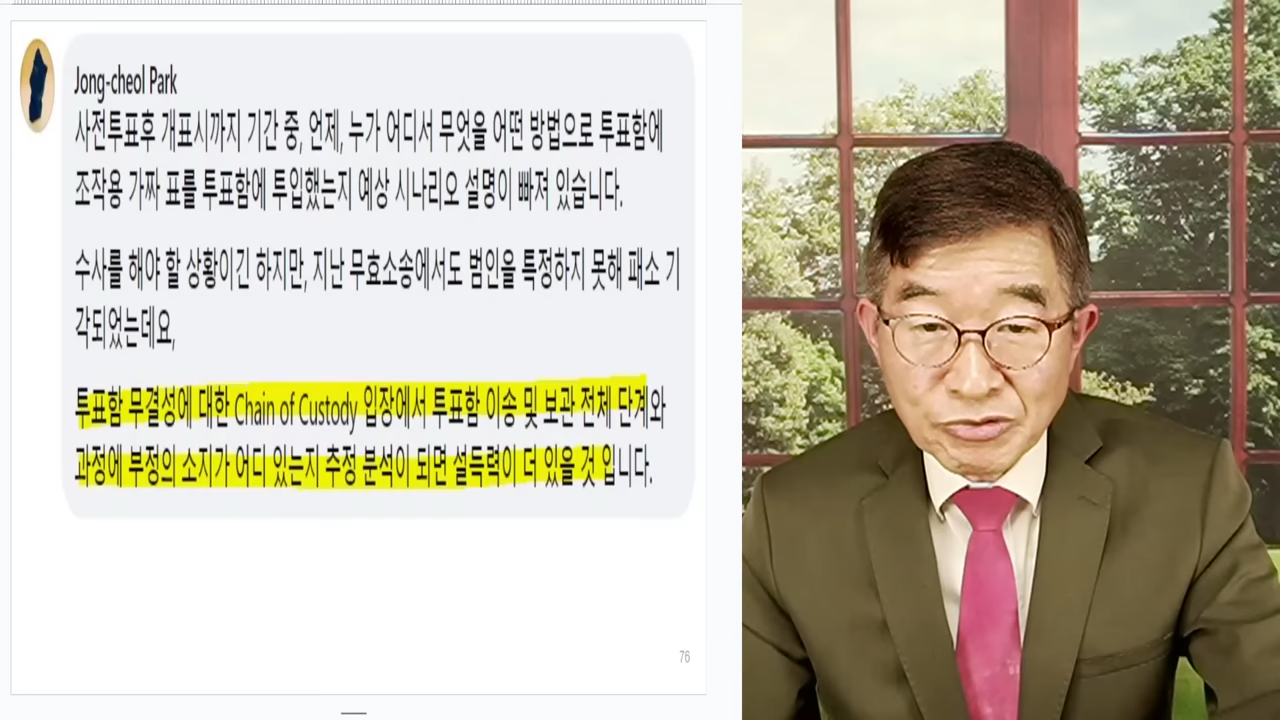 Jong-cheol Park
사전투표후 개표시까지 기간 중, 언제, 누가 어디서 무엇을 어떤 방법으로 투표함에
조작용 가짜 표를 투표함에 투입했는지 예상 시나리오 설명이 빠져 있습니다.
수사를 해야 할 상황이긴 하지만, 지난 무효소송에서도 범인을 특정하지 못해 패소 기
각되었는데요,
투표함 무결성에 대한 Chain of Custody 입장에서 투표함 이송 및 보관 전체 단계와
과정에 부정의 소지가 어디 있는지 추정 분석이 되면 설득력이 더 있을 것 입니다.
76